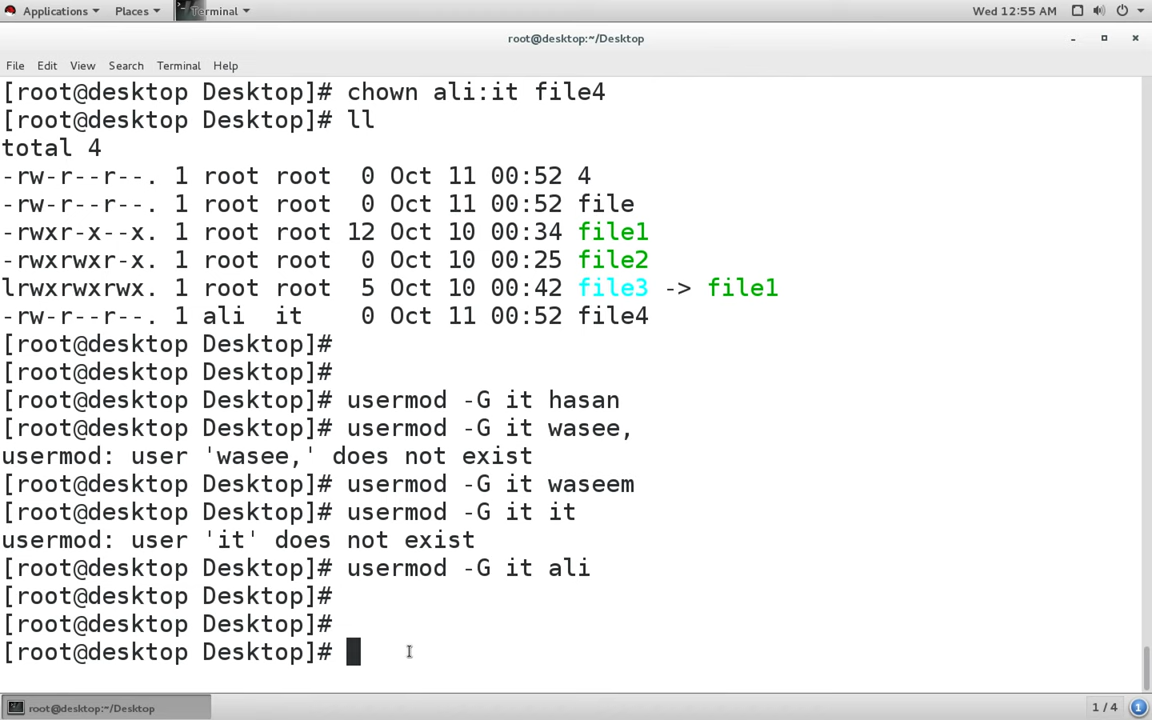 Applications Places Terminal Wed 12:55 AM
root@desktop:~/Desktop
File Edit View Search Terminal Help
[root@desktop Desktop]# chown ali:it file4
[root@desktop Desktop]# ll
total 4
-rw-r--r--. 1 root root  0 Oct 11 00:52 4
-rw-r--r--. 1 root root  0 Oct 11 00:52 file
-rwxr-x--x. 1 root root 12 Oct 10 00:34 file1
-rwxrwxr-x. 1 root root  0 Oct 10 00:25 file2
lrwxrwxrwx. 1 root root  5 Oct 10 00:42 file3 -> file1
-rw-r--r--. 1 ali  it    0 Oct 11 00:52 file4
[root@desktop Desktop]#
[root@desktop Desktop]#
[root@desktop Desktop]# usermod -G it hasan
[root@desktop Desktop]# usermod -G it wasee,
usermod: user 'wasee,' does not exist
[root@desktop Desktop]# usermod -G it waseem
[root@desktop Desktop]# usermod -G it it
usermod: user 'it' does not exist
[root@desktop Desktop]# usermod -G it ali
[root@desktop Desktop]#
[root@desktop Desktop]#
[root@desktop Desktop]#
root@desktop:~/Desktop 1 / 4 1